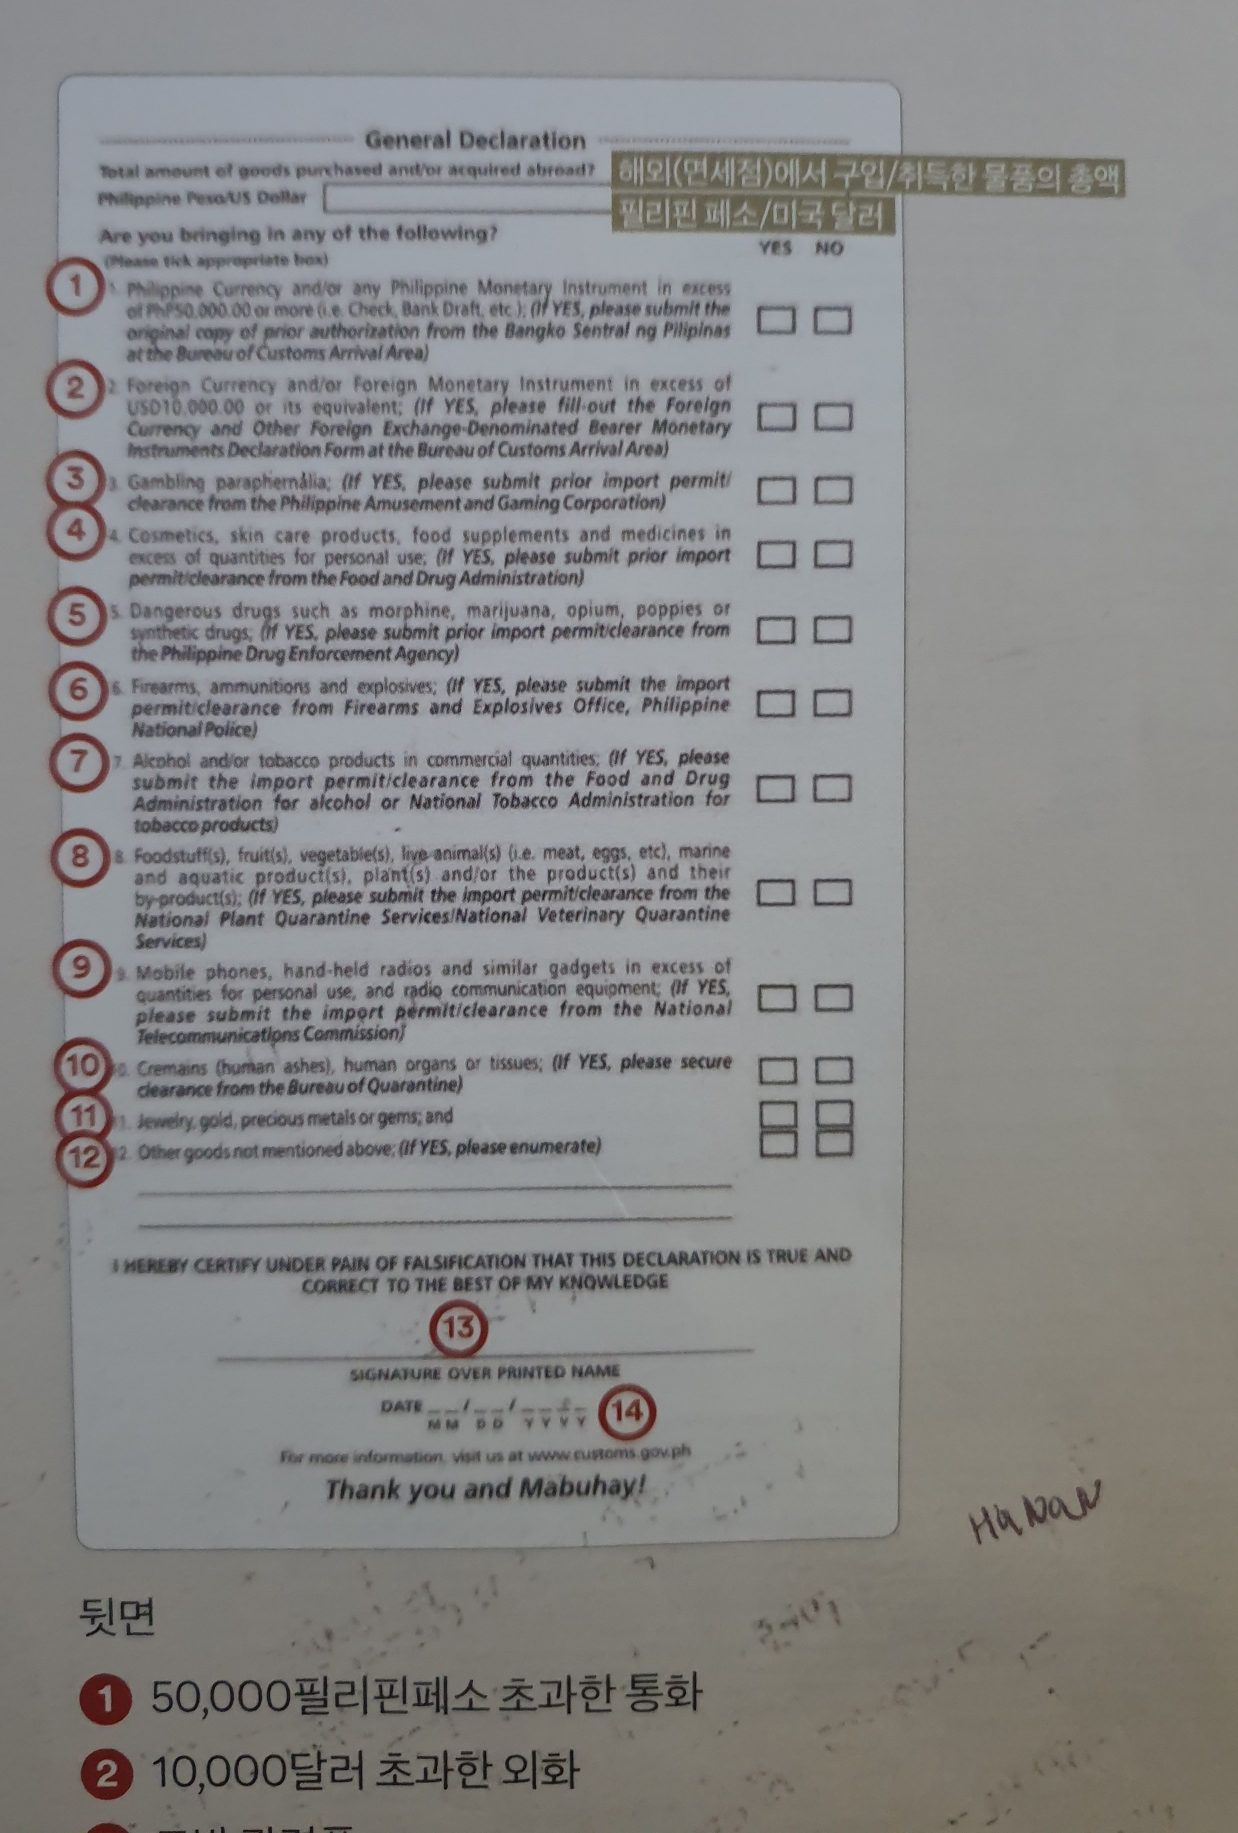 General Declaration
Total amount of goods purchased and/or acquired abroad?
해외(면세점)에서 구입/취득한 물품의 총액
Philippine Peso/US Dollar
필리핀 페소/미국 달러
Are you bringing in any of the following?
(Please tick appropriate box)
YES NO
1 1. Philippine Currency and/or any Philippine Monetary Instrument in excess
of PhP50,000.00 or more (i.e. Check, Bank Draft, etc.); (If YES, please submit the
original copy of prior authorization from the Bangko Sentral ng Pilipinas
at the Bureau of Customs Arrival Area)
2 2. Foreign Currency and/or Foreign Monetary Instrument in excess of
USD10,000.00 or its equivalent; (If YES, please fill-out the Foreign
Currency and Other Foreign Exchange-Denominated Bearer Monetary
Instruments Declaration Form at the Bureau of Customs Arrival Area)
3 3. Gambling paraphernalia; (If YES, please submit prior import permit/
clearance from the Philippine Amusement and Gaming Corporation)
4 4. Cosmetics, skin care products, food supplements and medicines in
excess of quantities for personal use; (If YES, please submit prior import
permit/clearance from the Food and Drug Administration)
5 5. Dangerous drugs such as morphine, marijuana, opium, poppies or
synthetic drugs; (If YES, please submit prior import permit/clearance from
the Philippine Drug Enforcement Agency)
6 6. Firearms, ammunitions and explosives; (If YES, please submit the import
permit/clearance from Firearms and Explosives Office, Philippine
National Police)
7 7. Alcohol and/or tobacco products in commercial quantities; (If YES, please
submit the import permit/clearance from the Food and Drug
Administration for alcohol or National Tobacco Administration for
tobacco products)
8 8. Foodstuff(s), fruit(s), vegetable(s), live animal(s) (i.e. meat, eggs, etc), marine
and aquatic product(s), plant(s) and/or the product(s) and their
by-product(s); (If YES, please submit the import permit/clearance from the
National Plant Quarantine Services/National Veterinary Quarantine
Services)
9 9. Mobile phones, hand-held radios and similar gadgets in excess of
quantities for personal use, and radio communication equipment; (If YES,
please submit the import permit/clearance from the National
Telecommunications Commission)
10 0. Cremains (human ashes), human organs or tissues; (If YES, please secure
clearance from the Bureau of Quarantine)
11 1. Jewelry, gold, precious metals or gems; and
12 2. Other goods not mentioned above; (If YES, please enumerate)
I HEREBY CERTIFY UNDER PAIN OF FALSIFICATION THAT THIS DECLARATION IS TRUE AND
CORRECT TO THE BEST OF MY KNOWLEDGE
13
SIGNATURE OVER PRINTED NAME
DATE _ _ / _ _ / _ _ _ _ 14
M M D D Y Y Y Y
For more information, visit us at www.customs.gov.ph
Thank you and Mabuhay!
HaNaN
뒷면
1 50,000필리핀페소 초과한 통화
2 10,000달러 초과한 외화